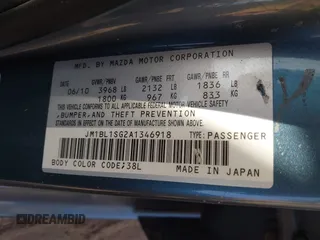 MFD. BY MAZDA MOTOR CORPORATION
GVWR/PNBV GAWR/PNBE FRT GAWR/PNBE RR
06/10 3968 LB 2132 LB 1836 LB
1800 KG 967 KG 833 KG
THIS VEHICLE CONFORMS TO ALL APPLICABLE FEDERAL MOTOR VEHICLE SAFETY,
BUMPER, AND THEFT PREVENTION
STANDARDS IN EFFECT ON THE DATE OF MANUFACTURE SHOWN ABOVE.
JM1BL1SG2A1346918 TYPE: PASSENGER
BODY COLOR CODE: 38L MADE IN JAPAN
DREAMBID